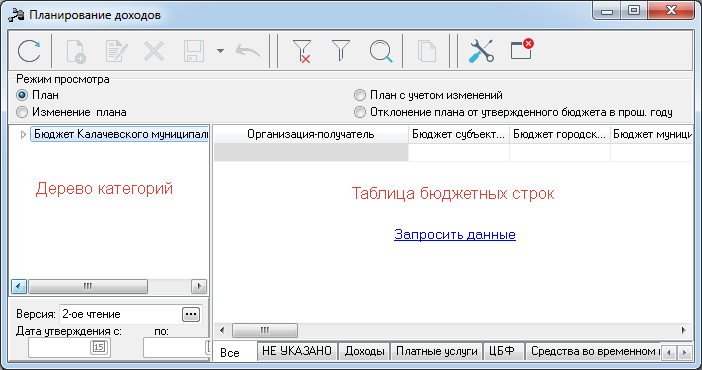 Планирование доходов
Режим просмотра
План
План с учетом изменений
Изменение плана
Отклонение плана от утвержденного бюджета в прош. году
Бюджет Калачевского муниципаль
Организация-получатель
Бюджет субъект...
Бюджет городск...
Бюджет муници
Дерево категорий
Таблица бюджетных строк
Запросить данные
Версия: 2-ое чтение ...
Дата утверждения с: по:
15
Все
НЕ УКАЗАНО
Доходы
Платные услуги
ЦБФ
Средства во временном